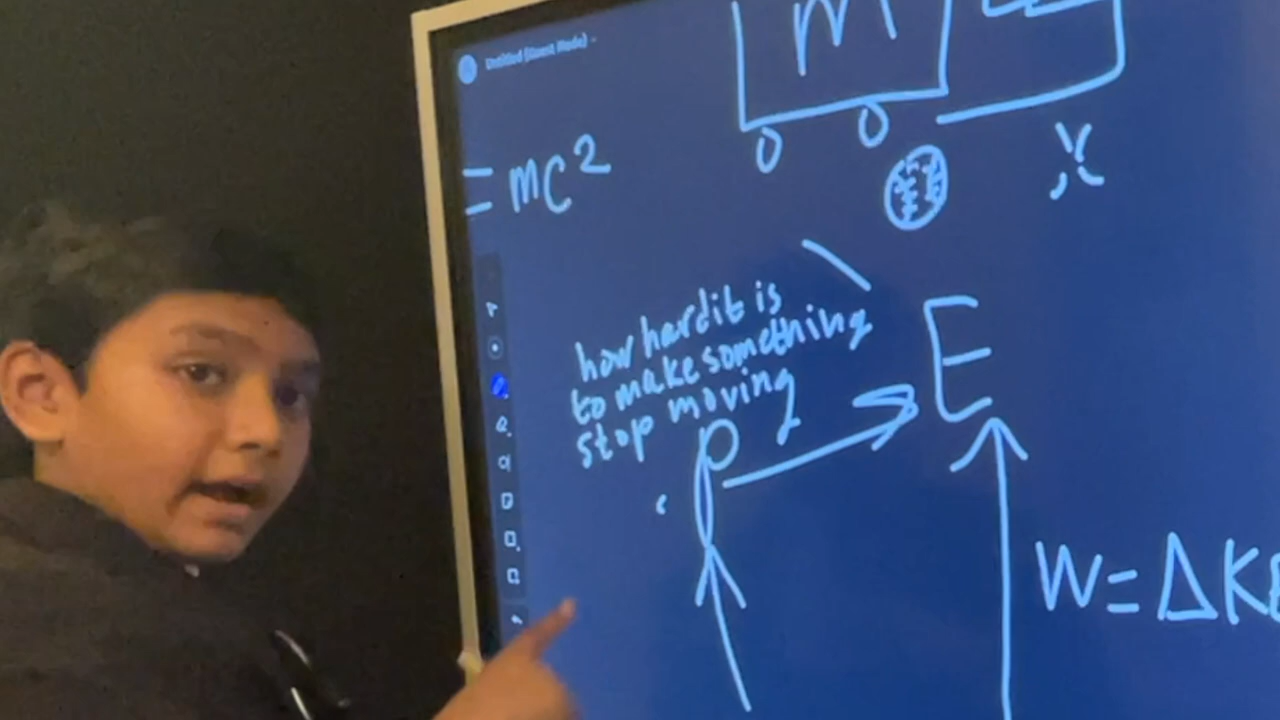 Untitled (Guest Mode)
m
= mc²
how hard it is
to make something
stop moving
p
E
W = ΔKE